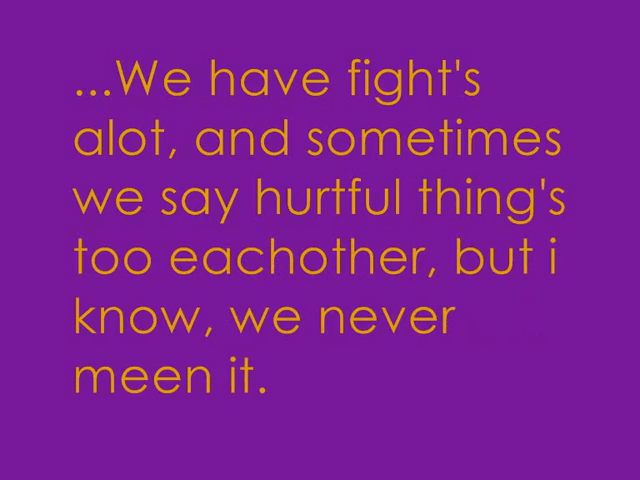 ...We have fight's
alot, and sometimes
we say hurtful thing's
too eachother, but i
know, we never
meen it.